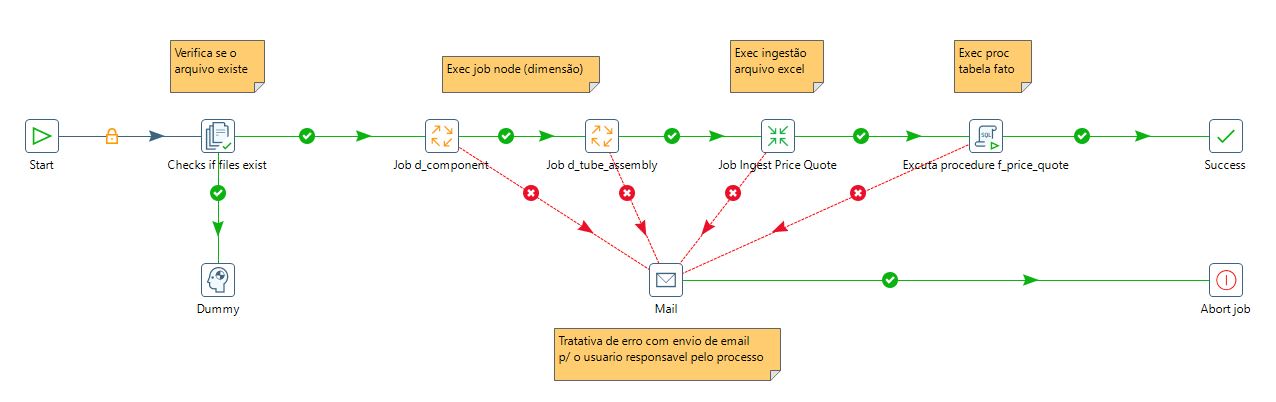 Verifica se o
arquivo existe
Exec job node (dimensão)
Exec ingestão
arquivo excel
Exec proc
tabela fato
SQL
Start
Checks if files exist
Job d_component
Job d_tube_assembly
Job Ingest Price Quote
Excuta procedure f_price_quote
Success
Dummy
Mail
Abort job
Tratativa de erro com envio de email
p/ o usuario responsavel pelo processo